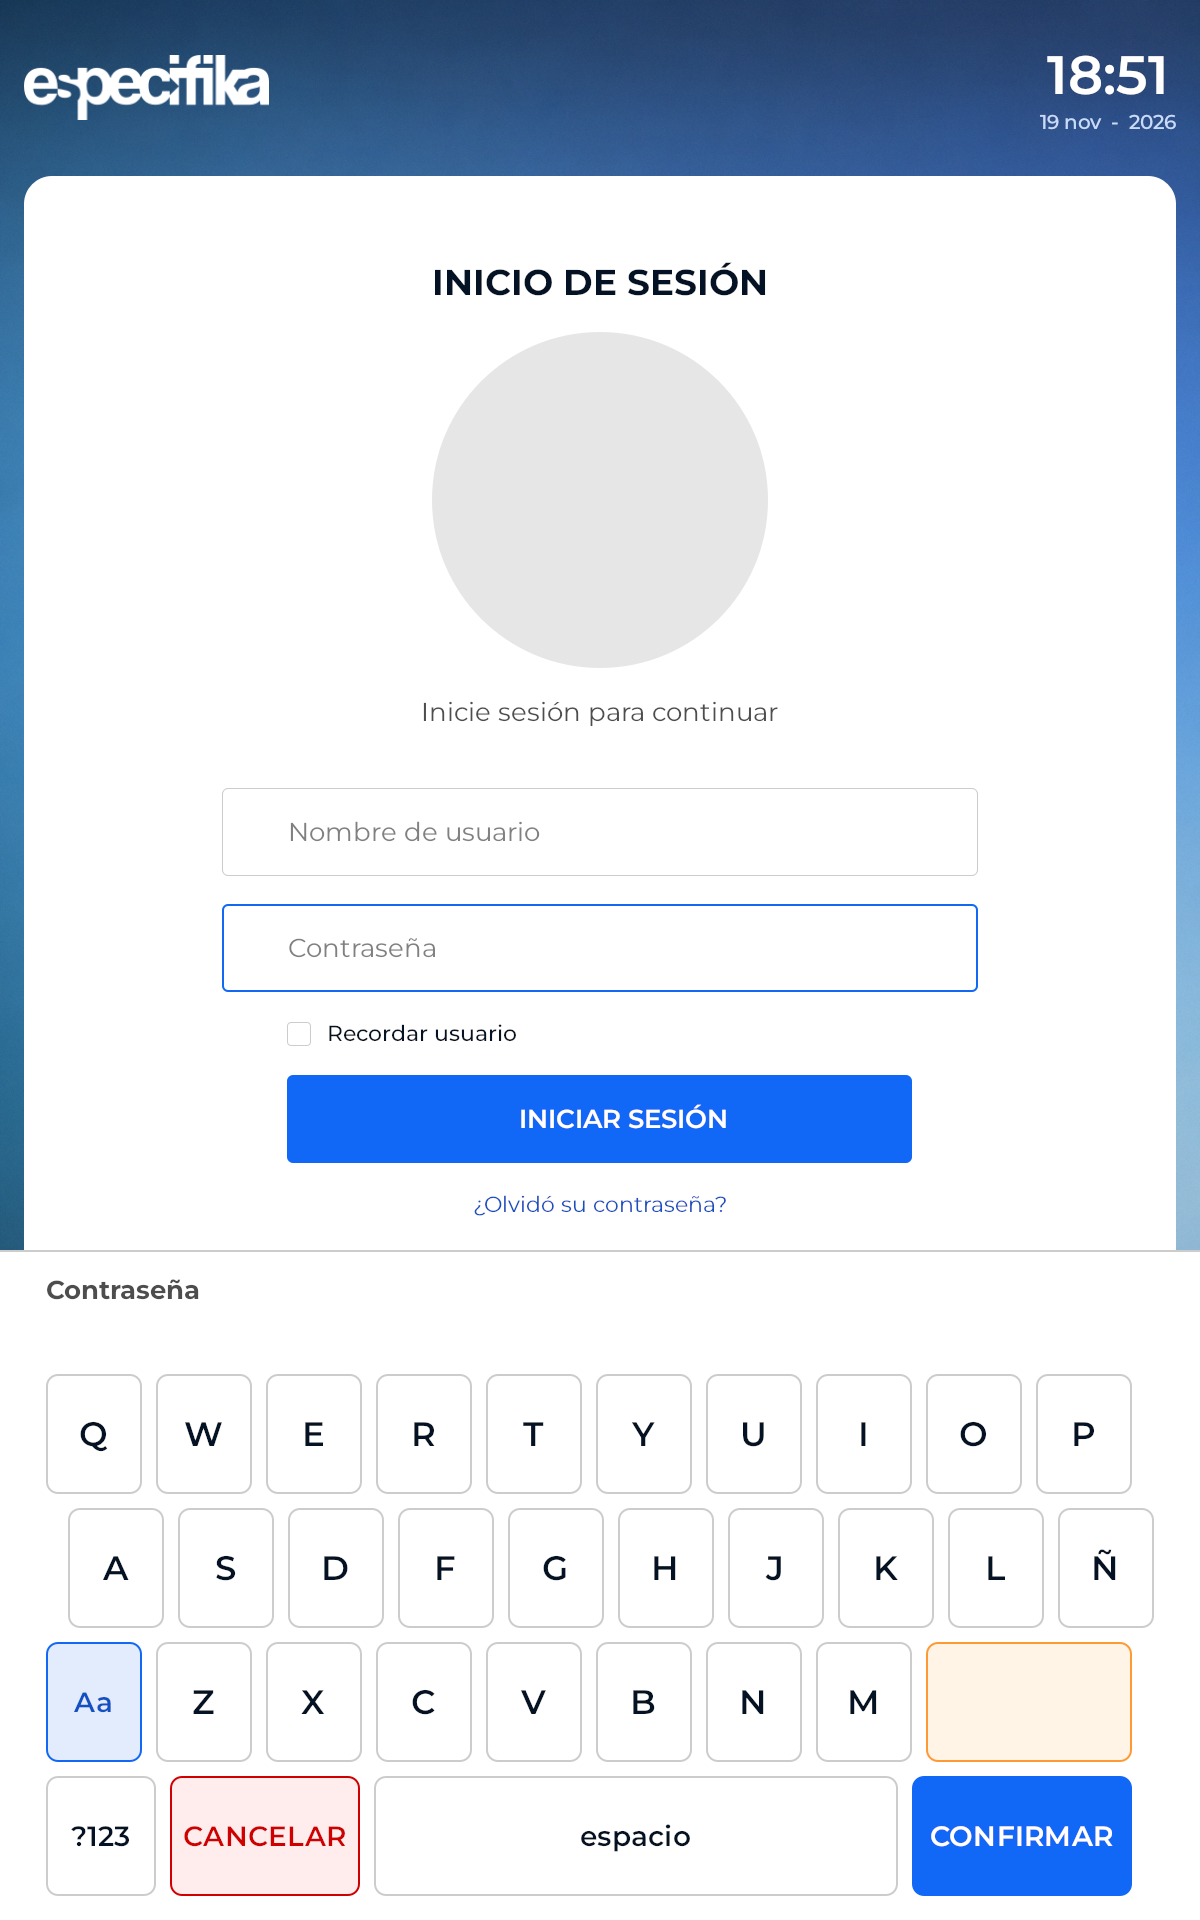 especifika
18:51
19 nov - 2026
INICIO DE SESIÓN
Inicie sesión para continuar
Nombre de usuario
Contraseña
Recordar usuario
INICIAR SESIÓN
¿Olvidó su contraseña?
Contraseña
Q W E R T Y U I O P
A S D F G H J K L Ñ
Aa Z X C V B N M
?123 CANCELAR espacio CONFIRMAR